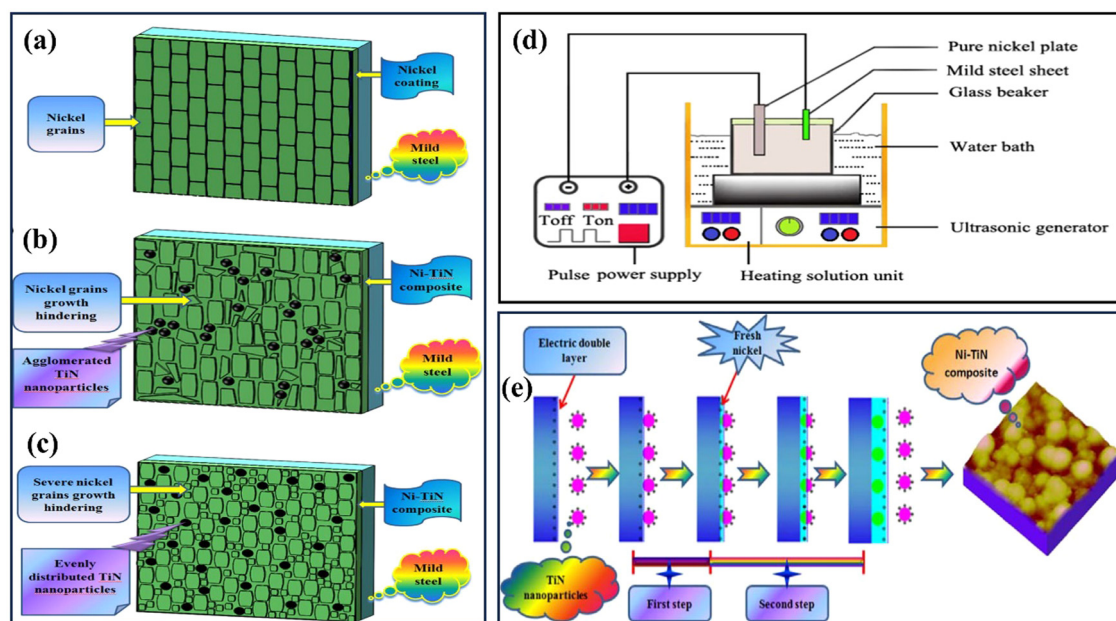 (a)
Nickel
coating
Nickel
grains
Mild
steel
(b)
Ni-TiN
composite
Nickel grains
growth
hindering
Agglomerated
TiN
nanoparticles
Mild
steel
(c)
Severe nickel
grains growth
hindering
Ni-TiN
composite
Evenly
distributed TiN
nanoparticles
Mild
steel
(d)
Pure nickel plate
Mild steel sheet
Glass beaker
Water bath
Ultrasonic generator
− +
Toff Ton
Pulse power supply
Heating solution unit
(e)
Electric double
layer
Fresh
nickel
Ni-TiN
composite
TiN
nanoparticles
First step
Second step